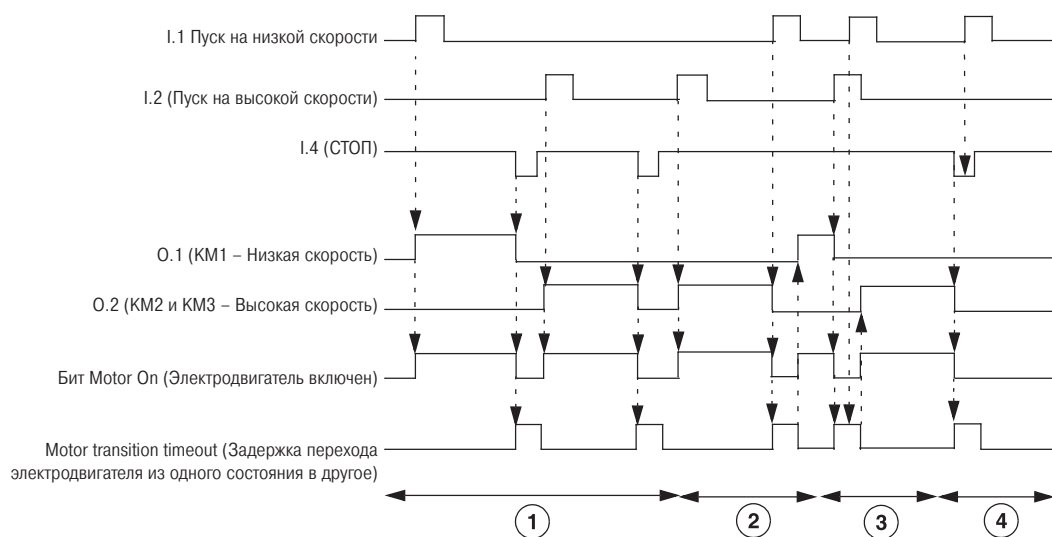 I.1 Пуск на низкой скорости
I.2 (Пуск на высокой скорости)
I.4 (СТОП)
O.1 (KM1 – Низкая скорость)
O.2 (KM2 и KM3 – Высокая скорость)
Бит Motor On (Электродвигатель включен)
Motor transition timeout (Задержка перехода
электродвигателя из одного состояния в другое)
1 2 3 4